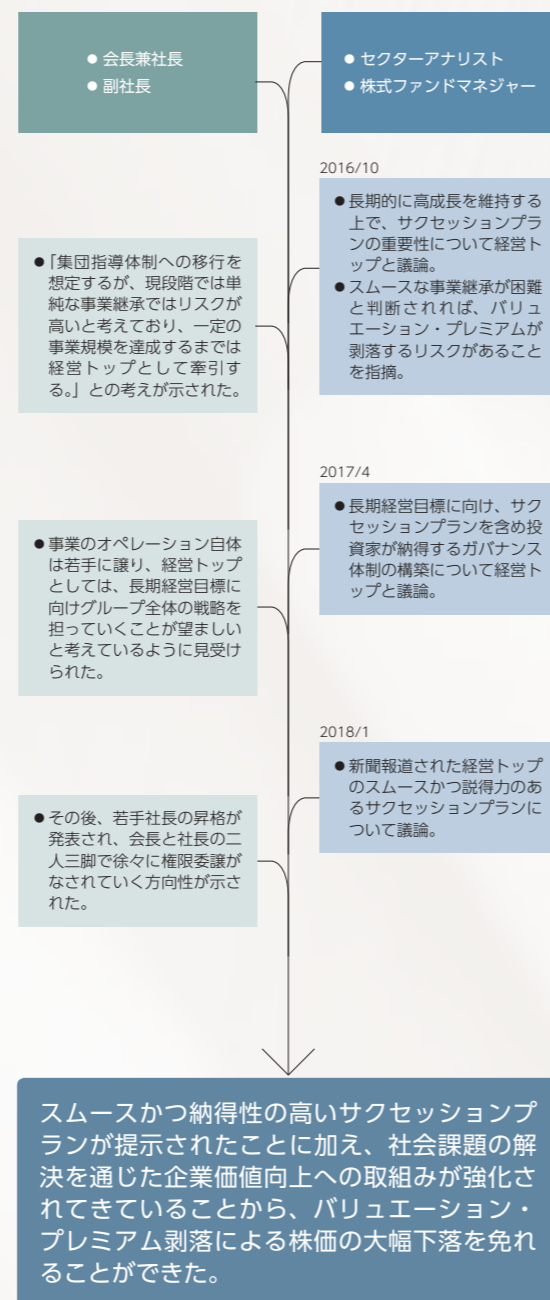 ● 会長兼社長
● 副社長
● セクターアナリスト
● 株式ファンドマネジャー
2016/10
● 長期的に高成長を維持する
上で、サクセッションプラ
ンの重要性について経営ト
ップと議論。
● スムースな事業継承が困難
と判断されれば、バリュ
エーション・プレミアムが
剥落するリスクがあること
を指摘。
● 「集団指導体制への移行を
想定するが、現段階では単
純な事業継承ではリスクが
高いと考えており、一定の
事業規模を達成するまでは
経営トップとして牽引す
る。」との考えが示された。
2017/4
● 長期経営目標に向け、サク
セッションプランを含め投
資家が納得するガバナンス
体制の構築について経営ト
ップと議論。
● 事業のオペレーション自体
は若手に譲り、経営トップ
としては、長期経営目標に
向けグループ全体の戦略を
担っていくことが望ましい
と考えているように見受け
られた。
2018/1
● 新聞報道された経営トップ
のスムースかつ説得力のあ
るサクセッションプランに
ついて議論。
● その後、若手社長の昇格が
発表され、会長と社長の二
人三脚で徐々に権限委譲が
なされていく方向性が示さ
れた。
スムースかつ納得性の高いサクセッションプ
ランが提示されたことに加え、社会課題の解
決を通じた企業価値向上への取組みが強化さ
れてきていることから、バリュエーション・
プレミアム剥落による株価の大幅下落を免れ
ることができた。